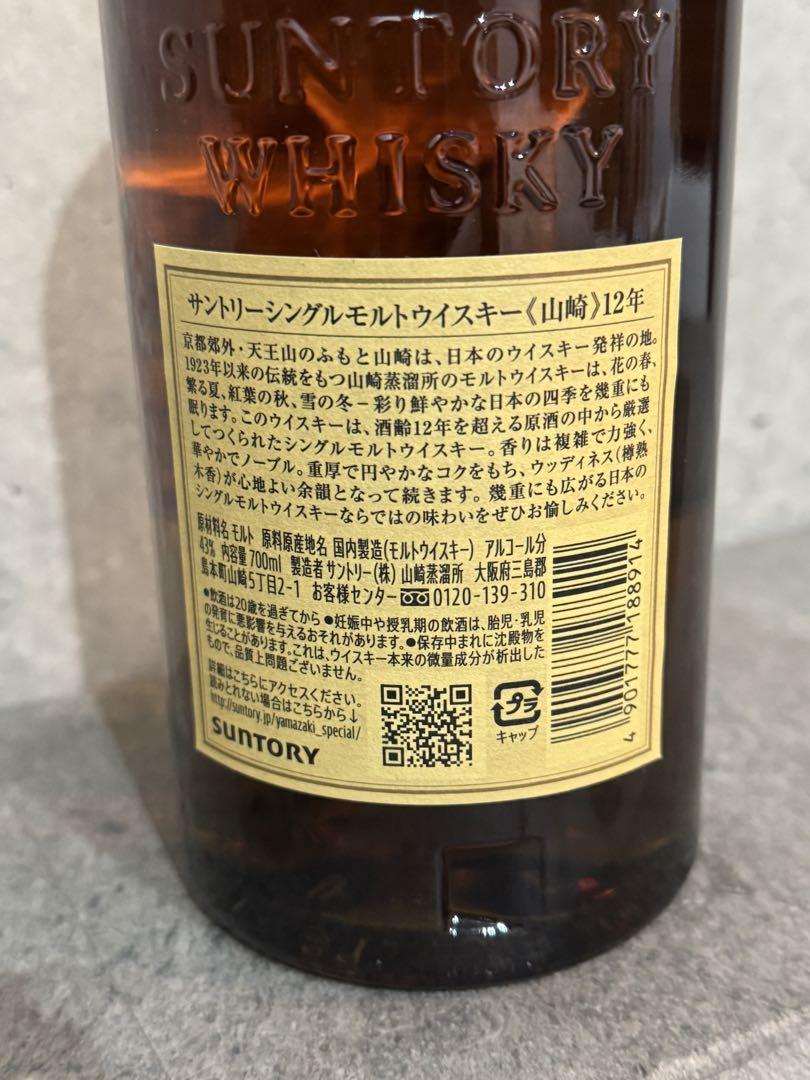 SUNTORY
WHISKY
サントリーシングルモルトウイスキー《山崎》12年
京都郊外・天王山のふもと山崎は、日本のウイスキー発祥の地。
1923年以来の伝統をもつ山崎蒸溜所のモルトウイスキーは、花の春、
繁る夏、紅葉の秋、雪の冬－彩り鮮やかな日本の四季を幾重にも
眠ります。このウイスキーは、酒齢12年を超える原酒の中から厳選
してつくられたシングルモルトウイスキー。香りは複雑で力強く、
華やかでノーブル。重厚で円やかなコクをもち、ウッディネス(樽熟
木香)が心地よい余韻となって続きます。幾重にも広がる日本の
シングルモルトウイスキーならではの味わいをぜひお愉しみください。
原材料名 モルト 原料原産地名 国内製造(モルトウイスキー) アルコール分
43% 内容量 700ml 製造者 サントリー(株) 山崎蒸溜所 大阪府三島郡
島本町山崎5丁目2-1 お客様センター 0120-139-310
●飲酒は20歳を過ぎてから ●妊娠中や授乳期の飲酒は、胎児・乳児
の発育に悪影響を与えるおそれがあります。●保存中まれに沈殿物を
生じることがあります。これは、ウイスキー本来の微量成分が析出した
もので、品質上問題ございません。
詳細はこちらにアクセスください。
読みとれない場合はこちらから↓
http://suntory.jp/yamazaki_special/
SUNTORY
プラ
キャップ
4 901777 188914